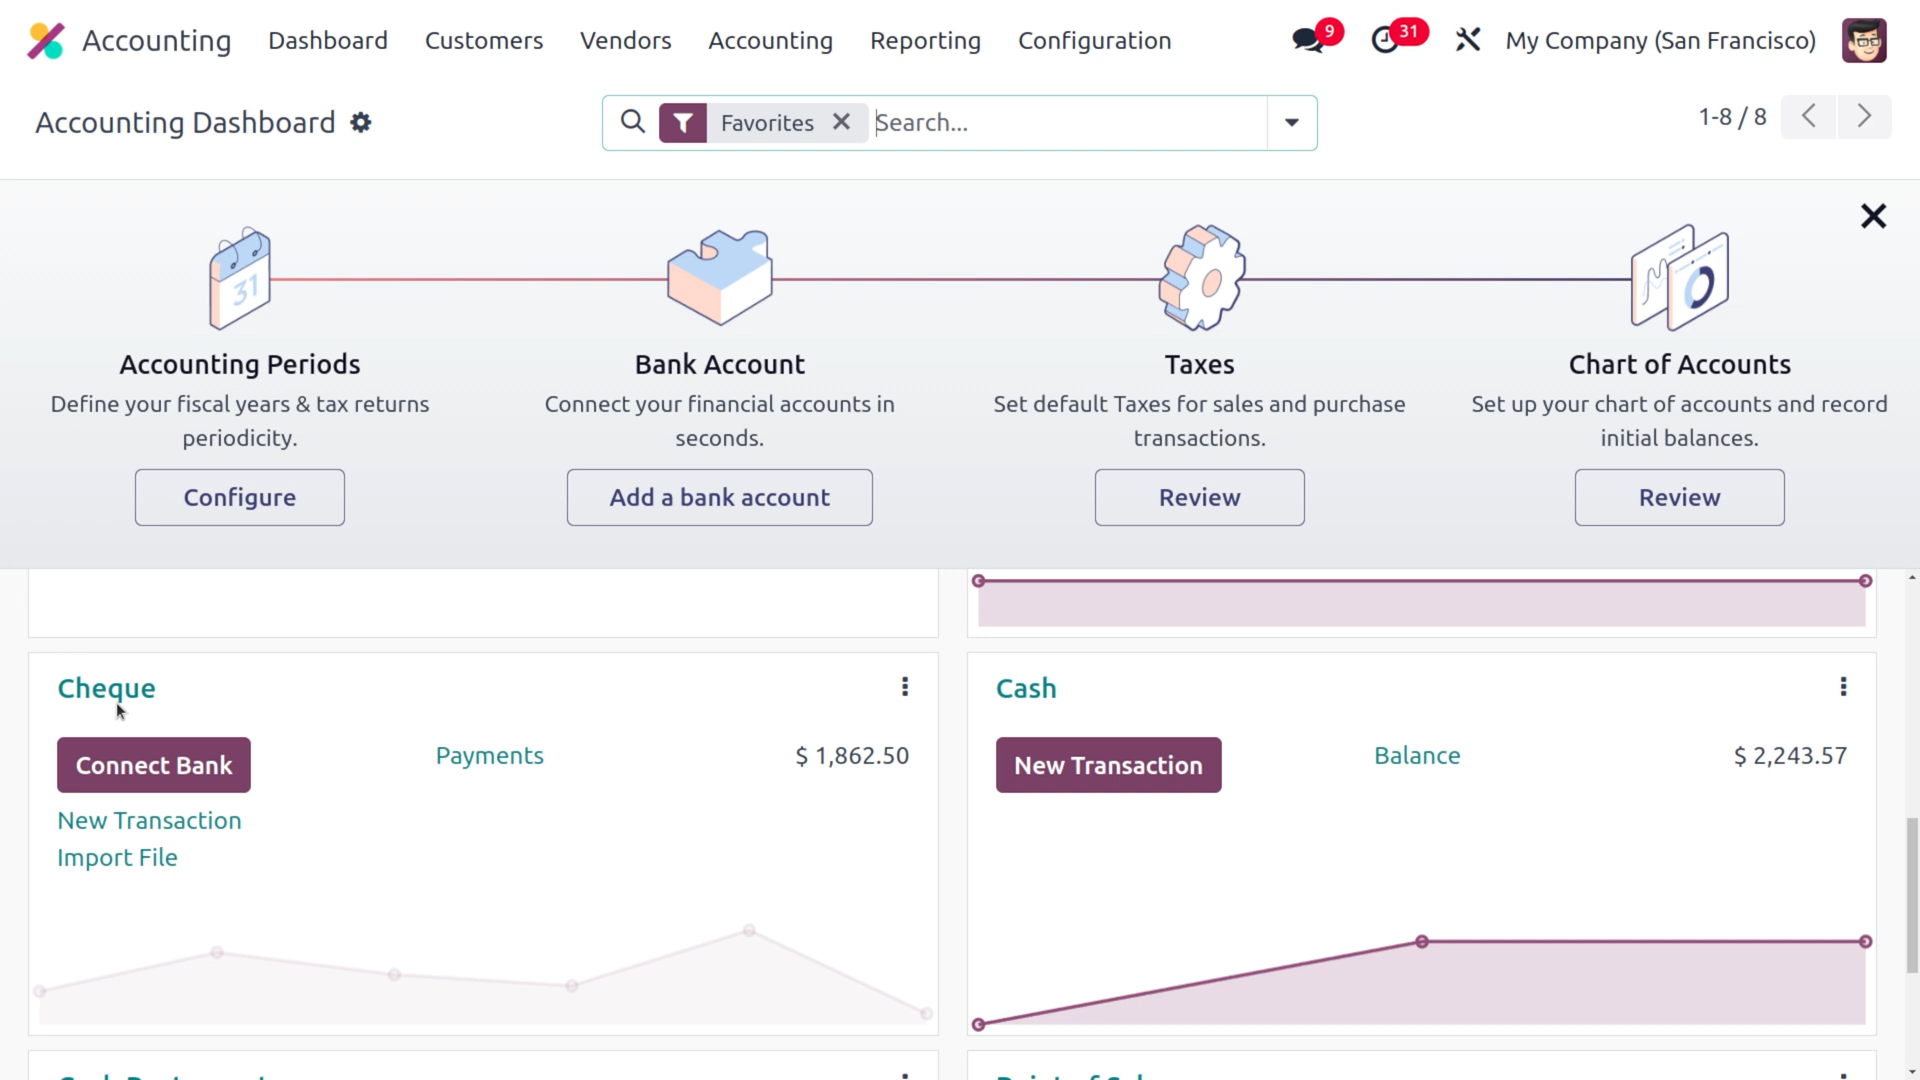 Accounting Dashboard Customers Vendors Accounting Reporting Configuration 9 31 My Company (San Francisco)
Accounting Dashboard Favorites Search... 1-8 / 8
31
Accounting Periods
Define your fiscal years & tax returns
periodicity.
Configure
Bank Account
Connect your financial accounts in
seconds.
Add a bank account
Taxes
Set default Taxes for sales and purchase
transactions.
Review
Chart of Accounts
Set up your chart of accounts and record
initial balances.
Review
Cheque
Connect Bank Payments $ 1,862.50
New Transaction
Import File
Cash
New Transaction Balance $ 2,243.57